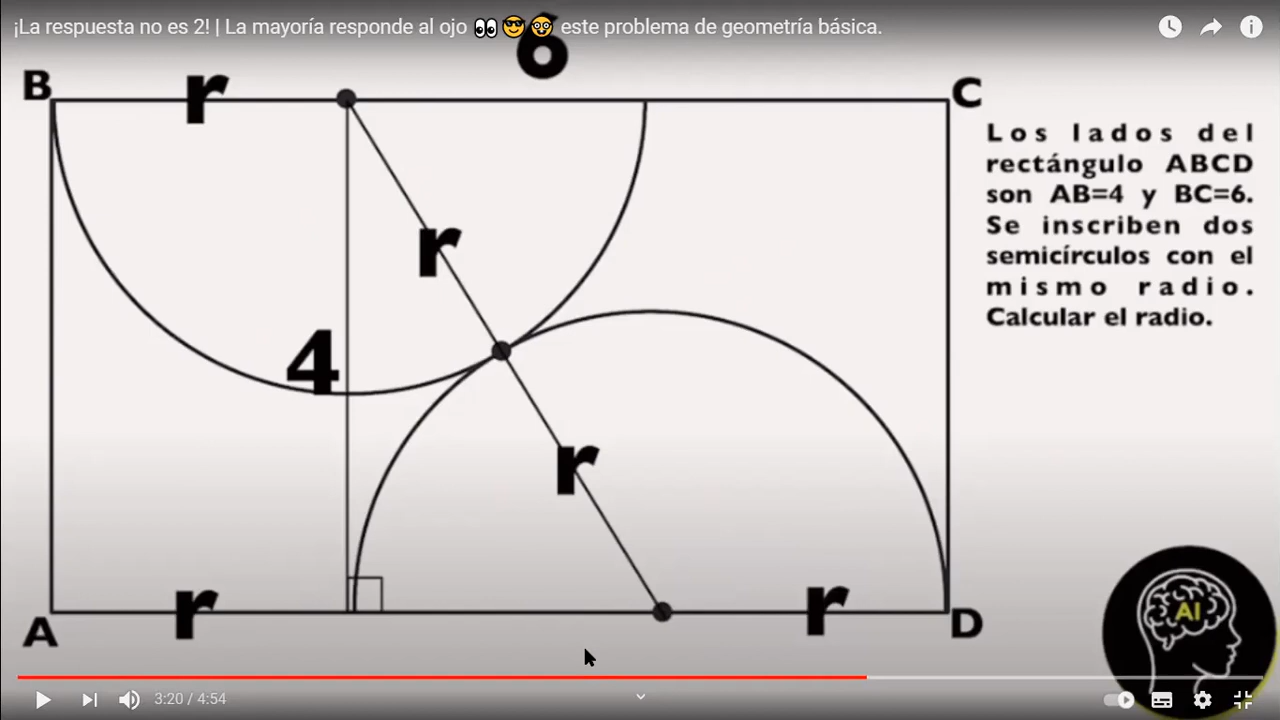 ¡La respuesta no es 2! | La mayoría responde al ojo 👀😎🥸 este problema de geometría básica.
6
B
r
C
Los lados del
rectángulo ABCD
son AB=4 y BC=6.
Se inscriben dos
semicírculos con el
mismo radio.
Calcular el radio.
r
4
r
r
r
A
D
AI
3:20 / 4:54